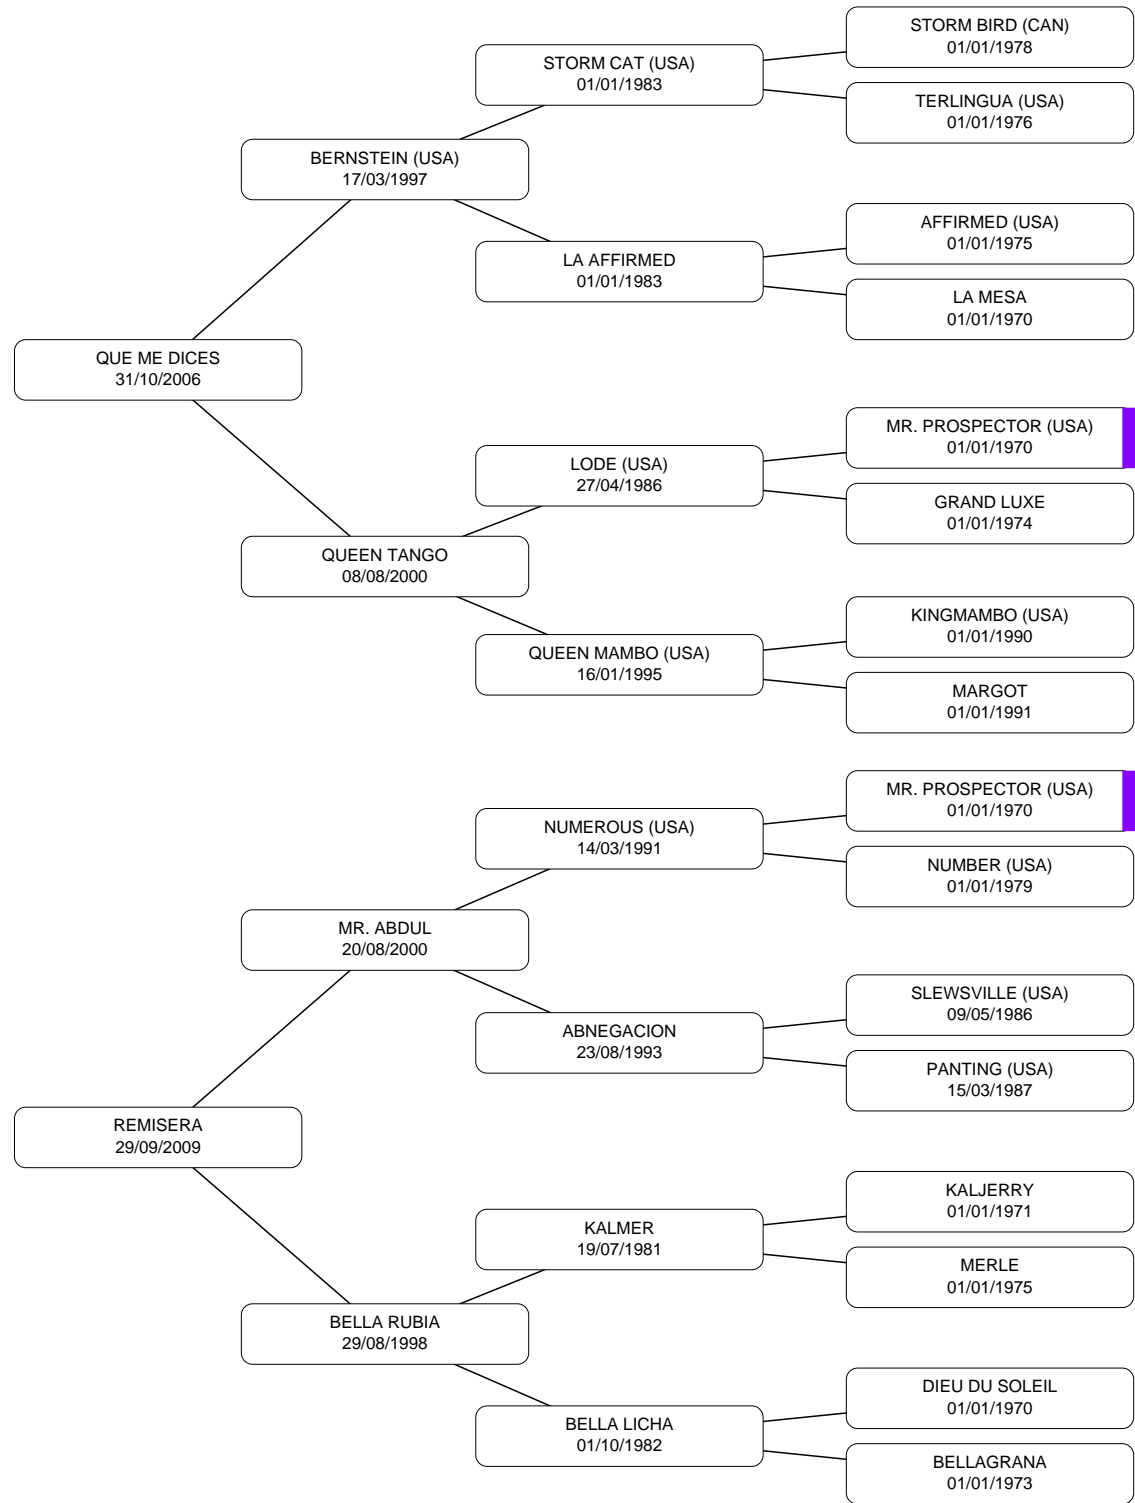 STORM BIRD (CAN)
01/01/1978
STORM CAT (USA)
01/01/1983
TERLINGUA (USA)
01/01/1976
BERNSTEIN (USA)
17/03/1997
AFFIRMED (USA)
01/01/1975
LA AFFIRMED
01/01/1983
LA MESA
01/01/1970
QUE ME DICES
31/10/2006
MR. PROSPECTOR (USA)
01/01/1970
LODE (USA)
27/04/1986
GRAND LUXE
01/01/1974
QUEEN TANGO
08/08/2000
KINGMAMBO (USA)
01/01/1990
QUEEN MAMBO (USA)
16/01/1995
MARGOT
01/01/1991
MR. PROSPECTOR (USA)
01/01/1970
NUMEROUS (USA)
14/03/1991
NUMBER (USA)
01/01/1979
MR. ABDUL
20/08/2000
SLEWSVILLE (USA)
09/05/1986
ABNEGACION
23/08/1993
PANTING (USA)
15/03/1987
REMISERA
29/09/2009
KALJERRY
01/01/1971
KALMER
19/07/1981
MERLE
01/01/1975
BELLA RUBIA
29/08/1998
DIEU DU SOLEIL
01/01/1970
BELLA LICHA
01/10/1982
BELLAGRANA
01/01/1973